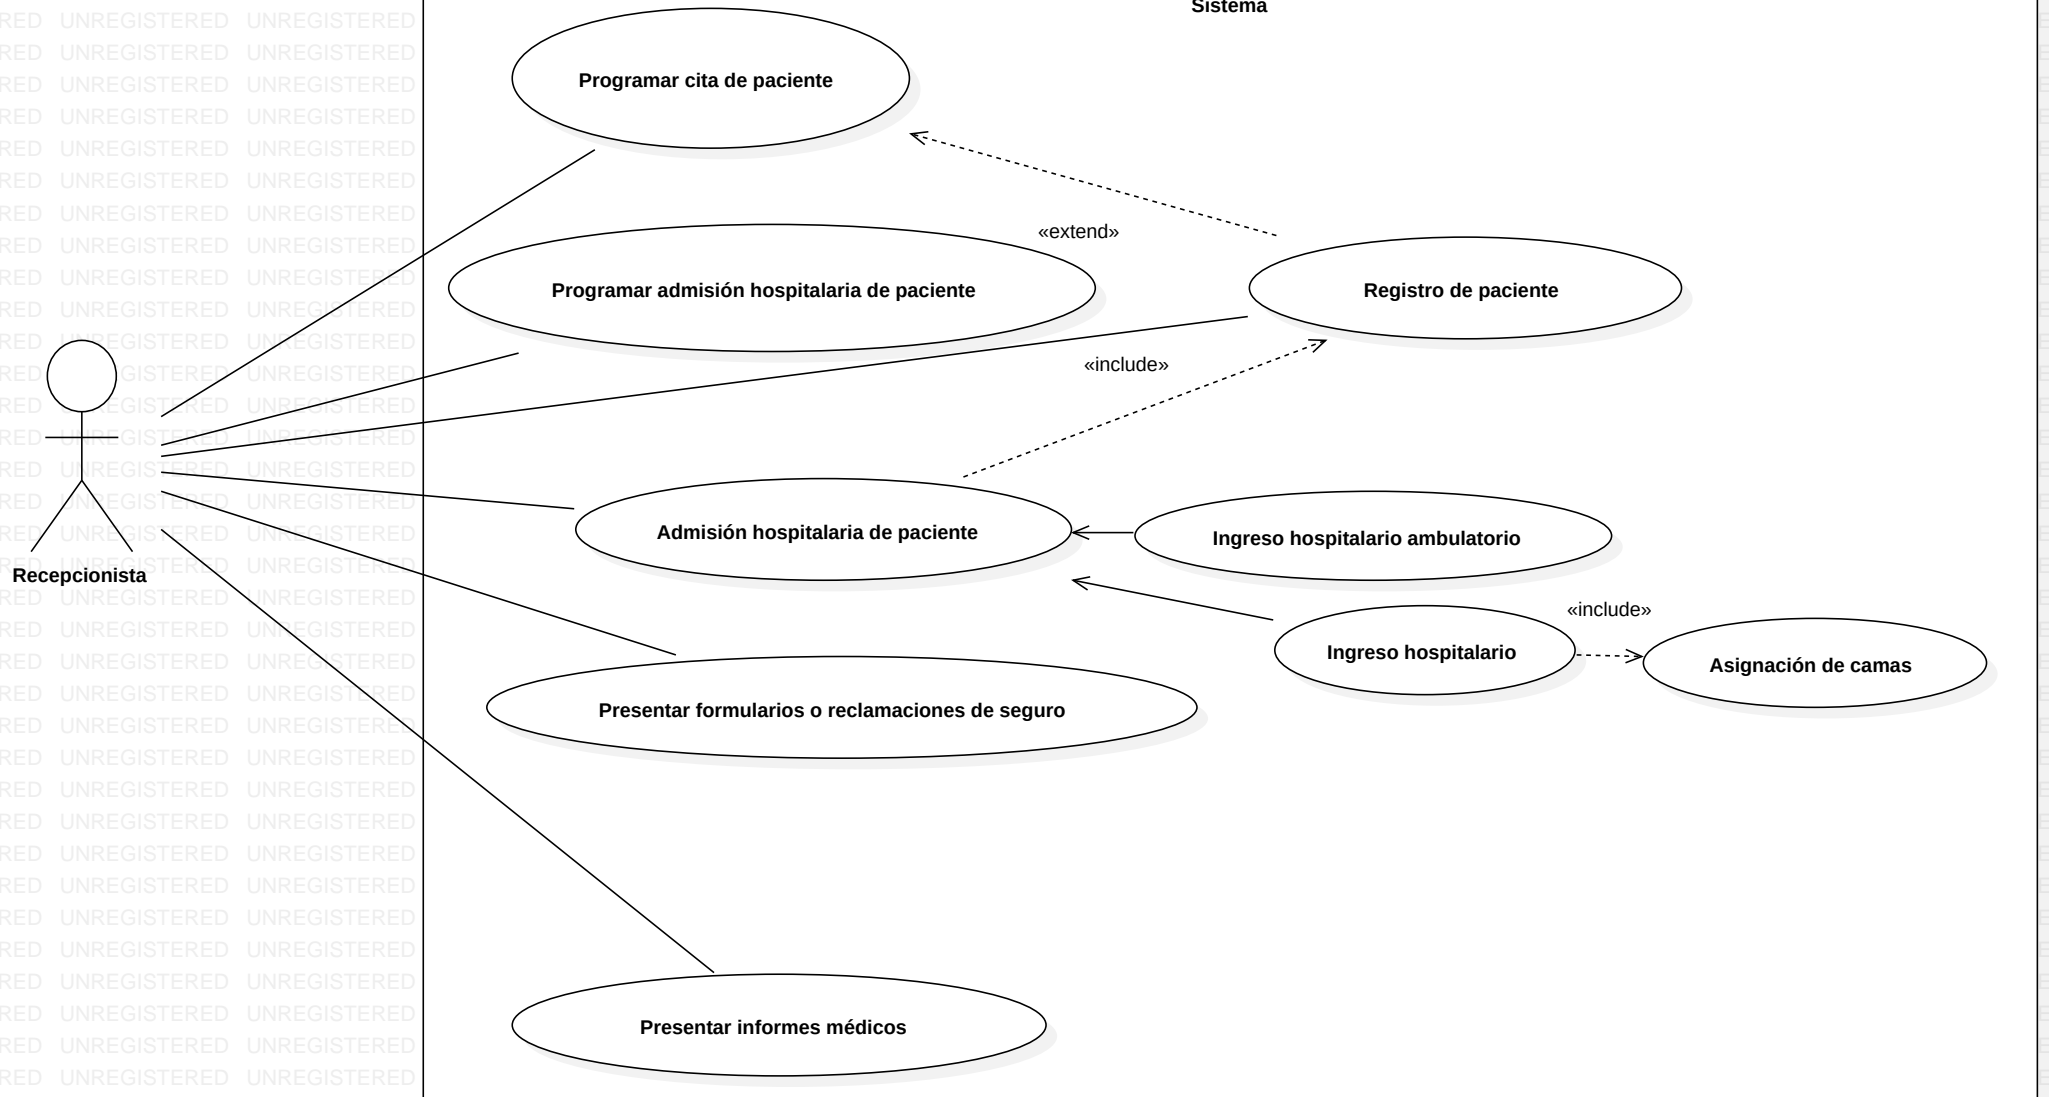 Sistema
Programar cita de paciente
«extend»
Programar admisión hospitalaria de paciente
Registro de paciente
«include»
Admisión hospitalaria de paciente
Ingreso hospitalario ambulatorio
Recepcionista
«include»
Ingreso hospitalario
Asignación de camas
Presentar formularios o reclamaciones de seguro
Presentar informes médicos
UNREGISTERED